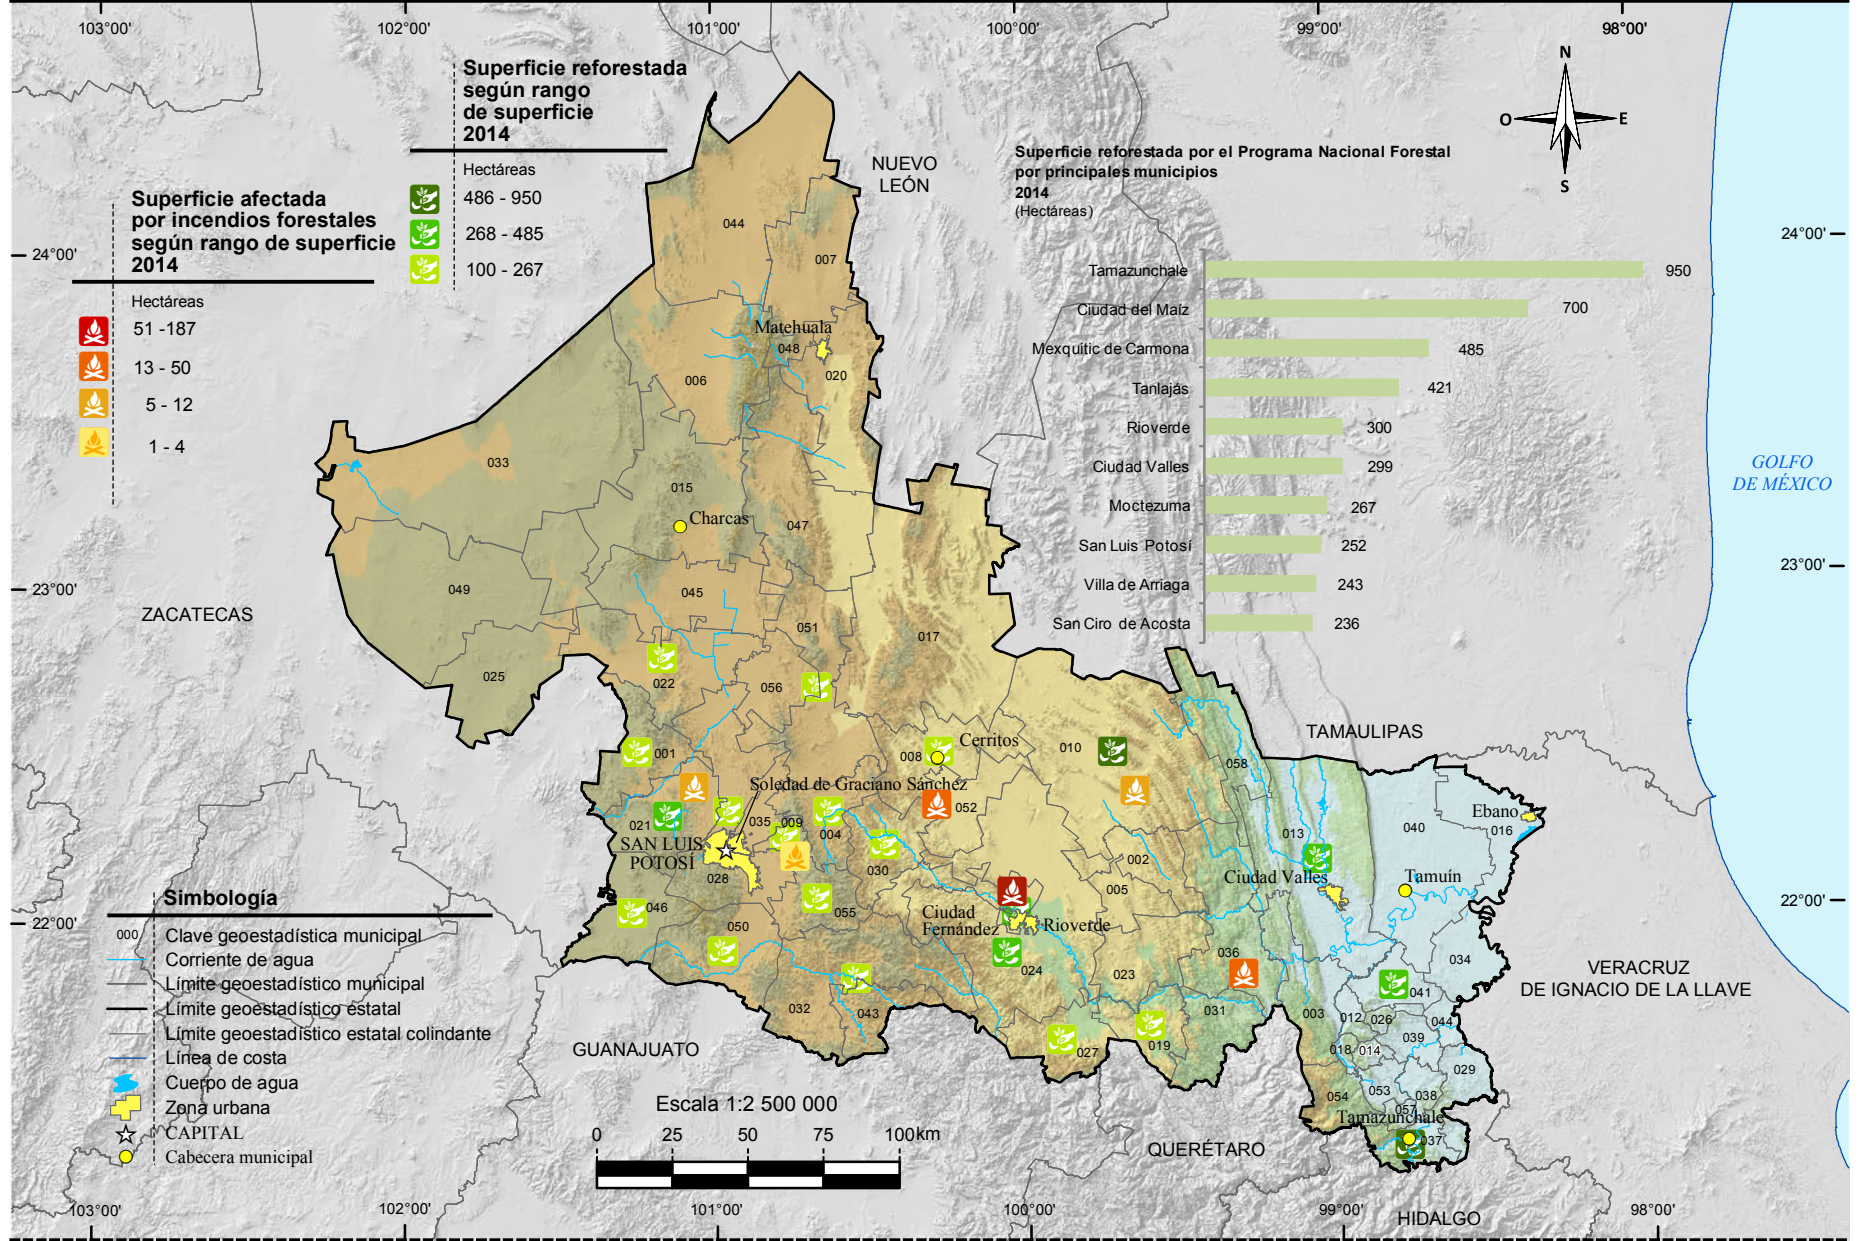 103°00'
102°00'
101°00'
100°00'
99°00'
98°00'
Superficie reforestada
según rango
de superficie
2014
Hectáreas
486 - 950
268 - 485
100 - 267
Superficie afectada
por incendios forestales
según rango de superficie
2014
Hectáreas
51 -187
13 - 50
5 - 12
1 - 4
N
O
E
S
Superficie reforestada por el Programa Nacional Forestal
por principales municipios
2014
(Hectáreas)
Tamazunchale 950
Ciudad del Maíz 700
Mexquitic de Carmona 485
Tanlajás 421
Rioverde 300
Ciudad Valles 299
Moctezuma 267
San Luis Potosí 252
Villa de Arriaga 243
San Ciro de Acosta 236
24°00'
24°00'
23°00'
23°00'
22°00'
22°00'
NUEVO
LEÓN
GOLFO
DE MÉXICO
ZACATECAS
TAMAULIPAS
VERACRUZ
DE IGNACIO DE LA LLAVE
GUANAJUATO
QUERÉTARO
HIDALGO
044
007
Matehuala
048
020
006
033
015
Charcas
047
049
045
051
017
025
022
056
001
008
Cerritos
010
058
Soledad de Graciano Sánchez
052
021
035
009
004
SAN LUIS
POTOSÍ
028
030
002
005
013
040
Ebano
016
Ciudad Valles
Tamuín
046
050
055
Ciudad
Fernández
Rioverde
024
023
036
034
041
032
043
031
003
012
026
044
039
027
019
018
014
029
053
038
054
057
Tamazunchale
037
Simbología
000 Clave geoestadística municipal
Corriente de agua
Límite geoestadístico municipal
Límite geoestadístico estatal
Límite geoestadístico estatal colindante
Línea de costa
Cuerpo de agua
Zona urbana
CAPITAL
Cabecera municipal
Escala 1:2 500 000
0 25 50 75 100 km
103°00'
102°00'
101°00'
100°00'
99°00'
98°00'